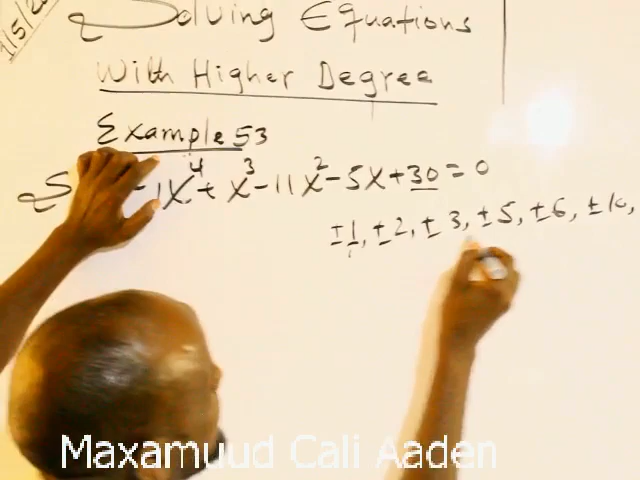 Solving Equations
With Higher Degree
Example 53
-1x⁴ + x³ - 11x² - 5x + 30 = 0
±1, ±2, ±3, ±5, ±6, ±10,
Maxamuud Cali Aaden